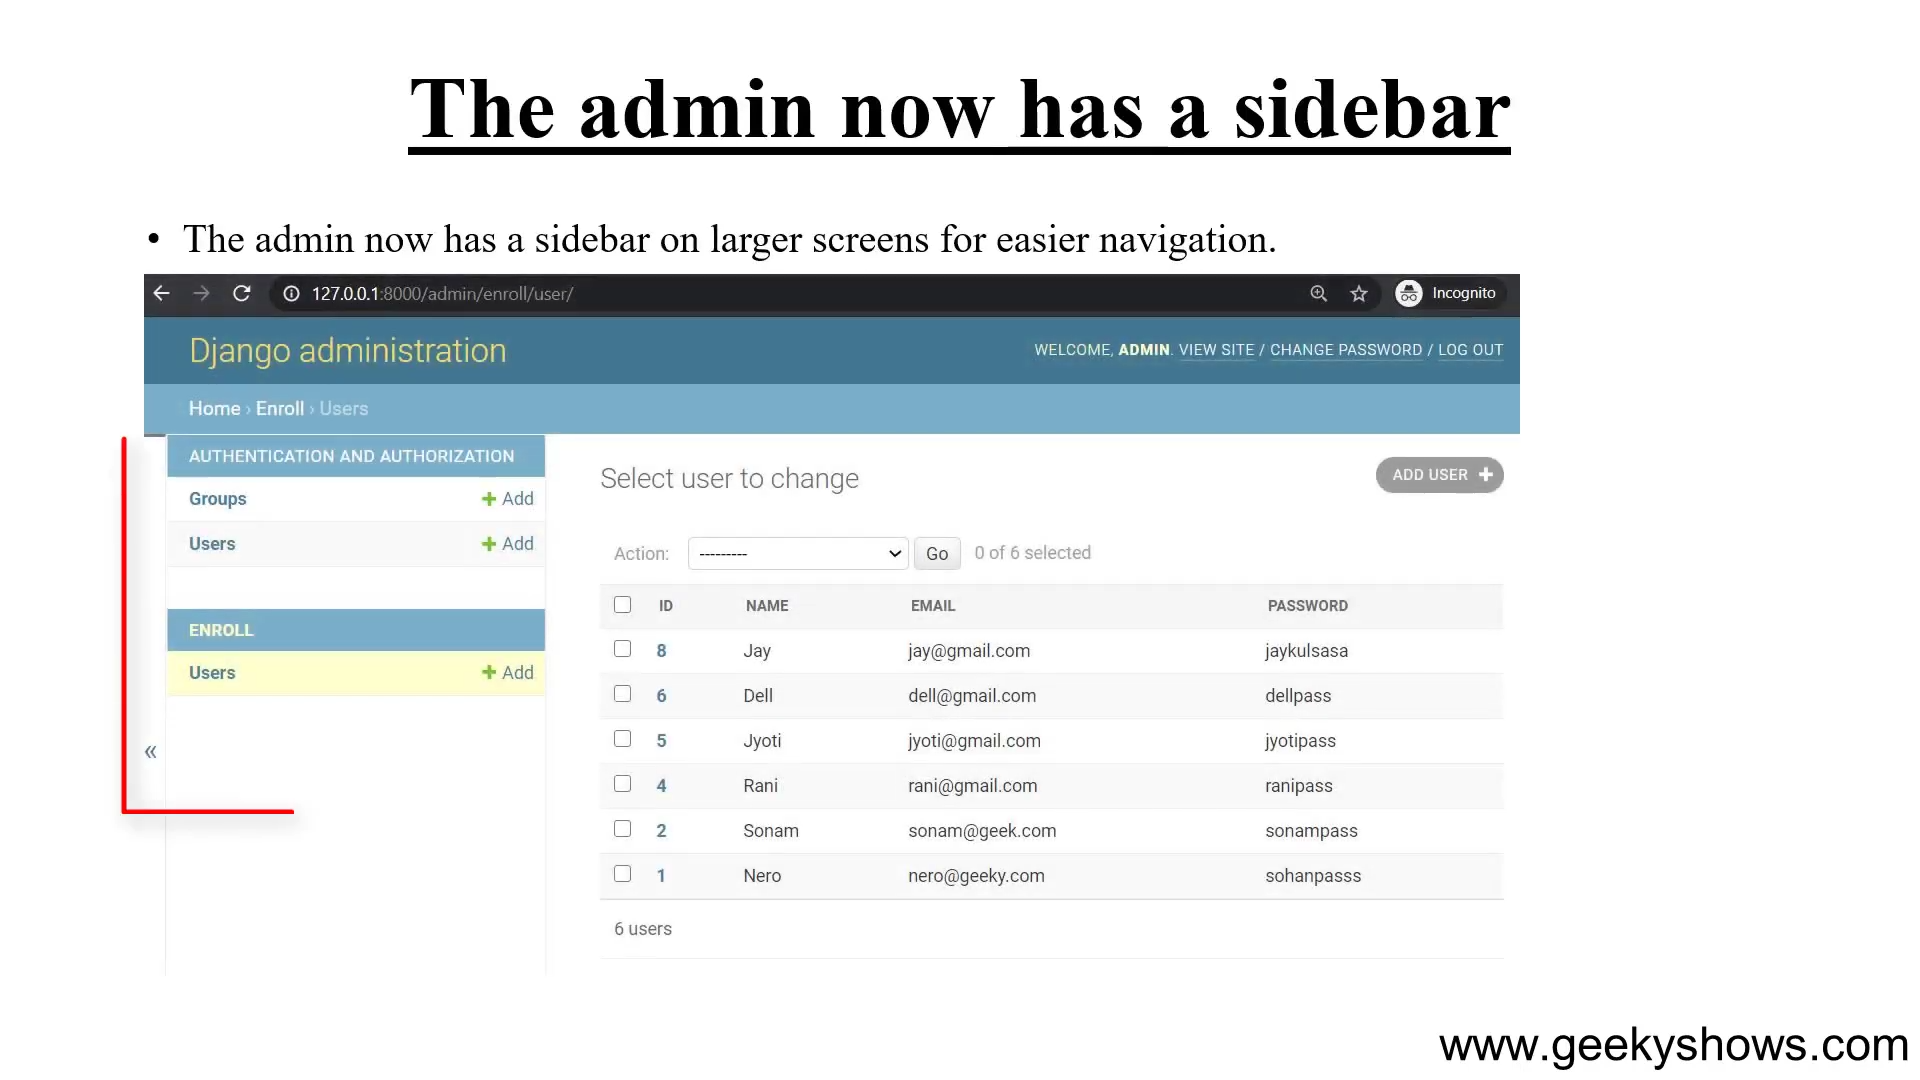 The admin now has a sidebar
• The admin now has a sidebar on larger screens for easier navigation.
127.0.0.1:8000/admin/enroll/user/ Incognito
Django administration WELCOME, ADMIN. VIEW SITE / CHANGE PASSWORD / LOG OUT
Home › Enroll › Users
AUTHENTICATION AND AUTHORIZATION
Groups + Add
Users + Add
ENROLL
Users + Add
«
Select user to change ADD USER +
Action: --------- Go 0 of 6 selected
ID NAME EMAIL PASSWORD
8 Jay jay@gmail.com jaykulsasa
6 Dell dell@gmail.com dellpass
5 Jyoti jyoti@gmail.com jyotipass
4 Rani rani@gmail.com ranipass
2 Sonam sonam@geek.com sonampass
1 Nero nero@geeky.com sohanpasss
6 users
www.geekyshows.com